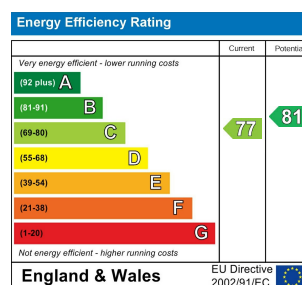 Energy Efficiency Rating
Current Potentia
Very energy efficient - lower running costs
(92 plus) A
(81-91) B
(69-80) C
(55-68) D
(39-54) E
(21-38) F
(1-20) G
77
81
Not energy efficient - higher running costs
England & Wales
EU Directive
2002/91/EC